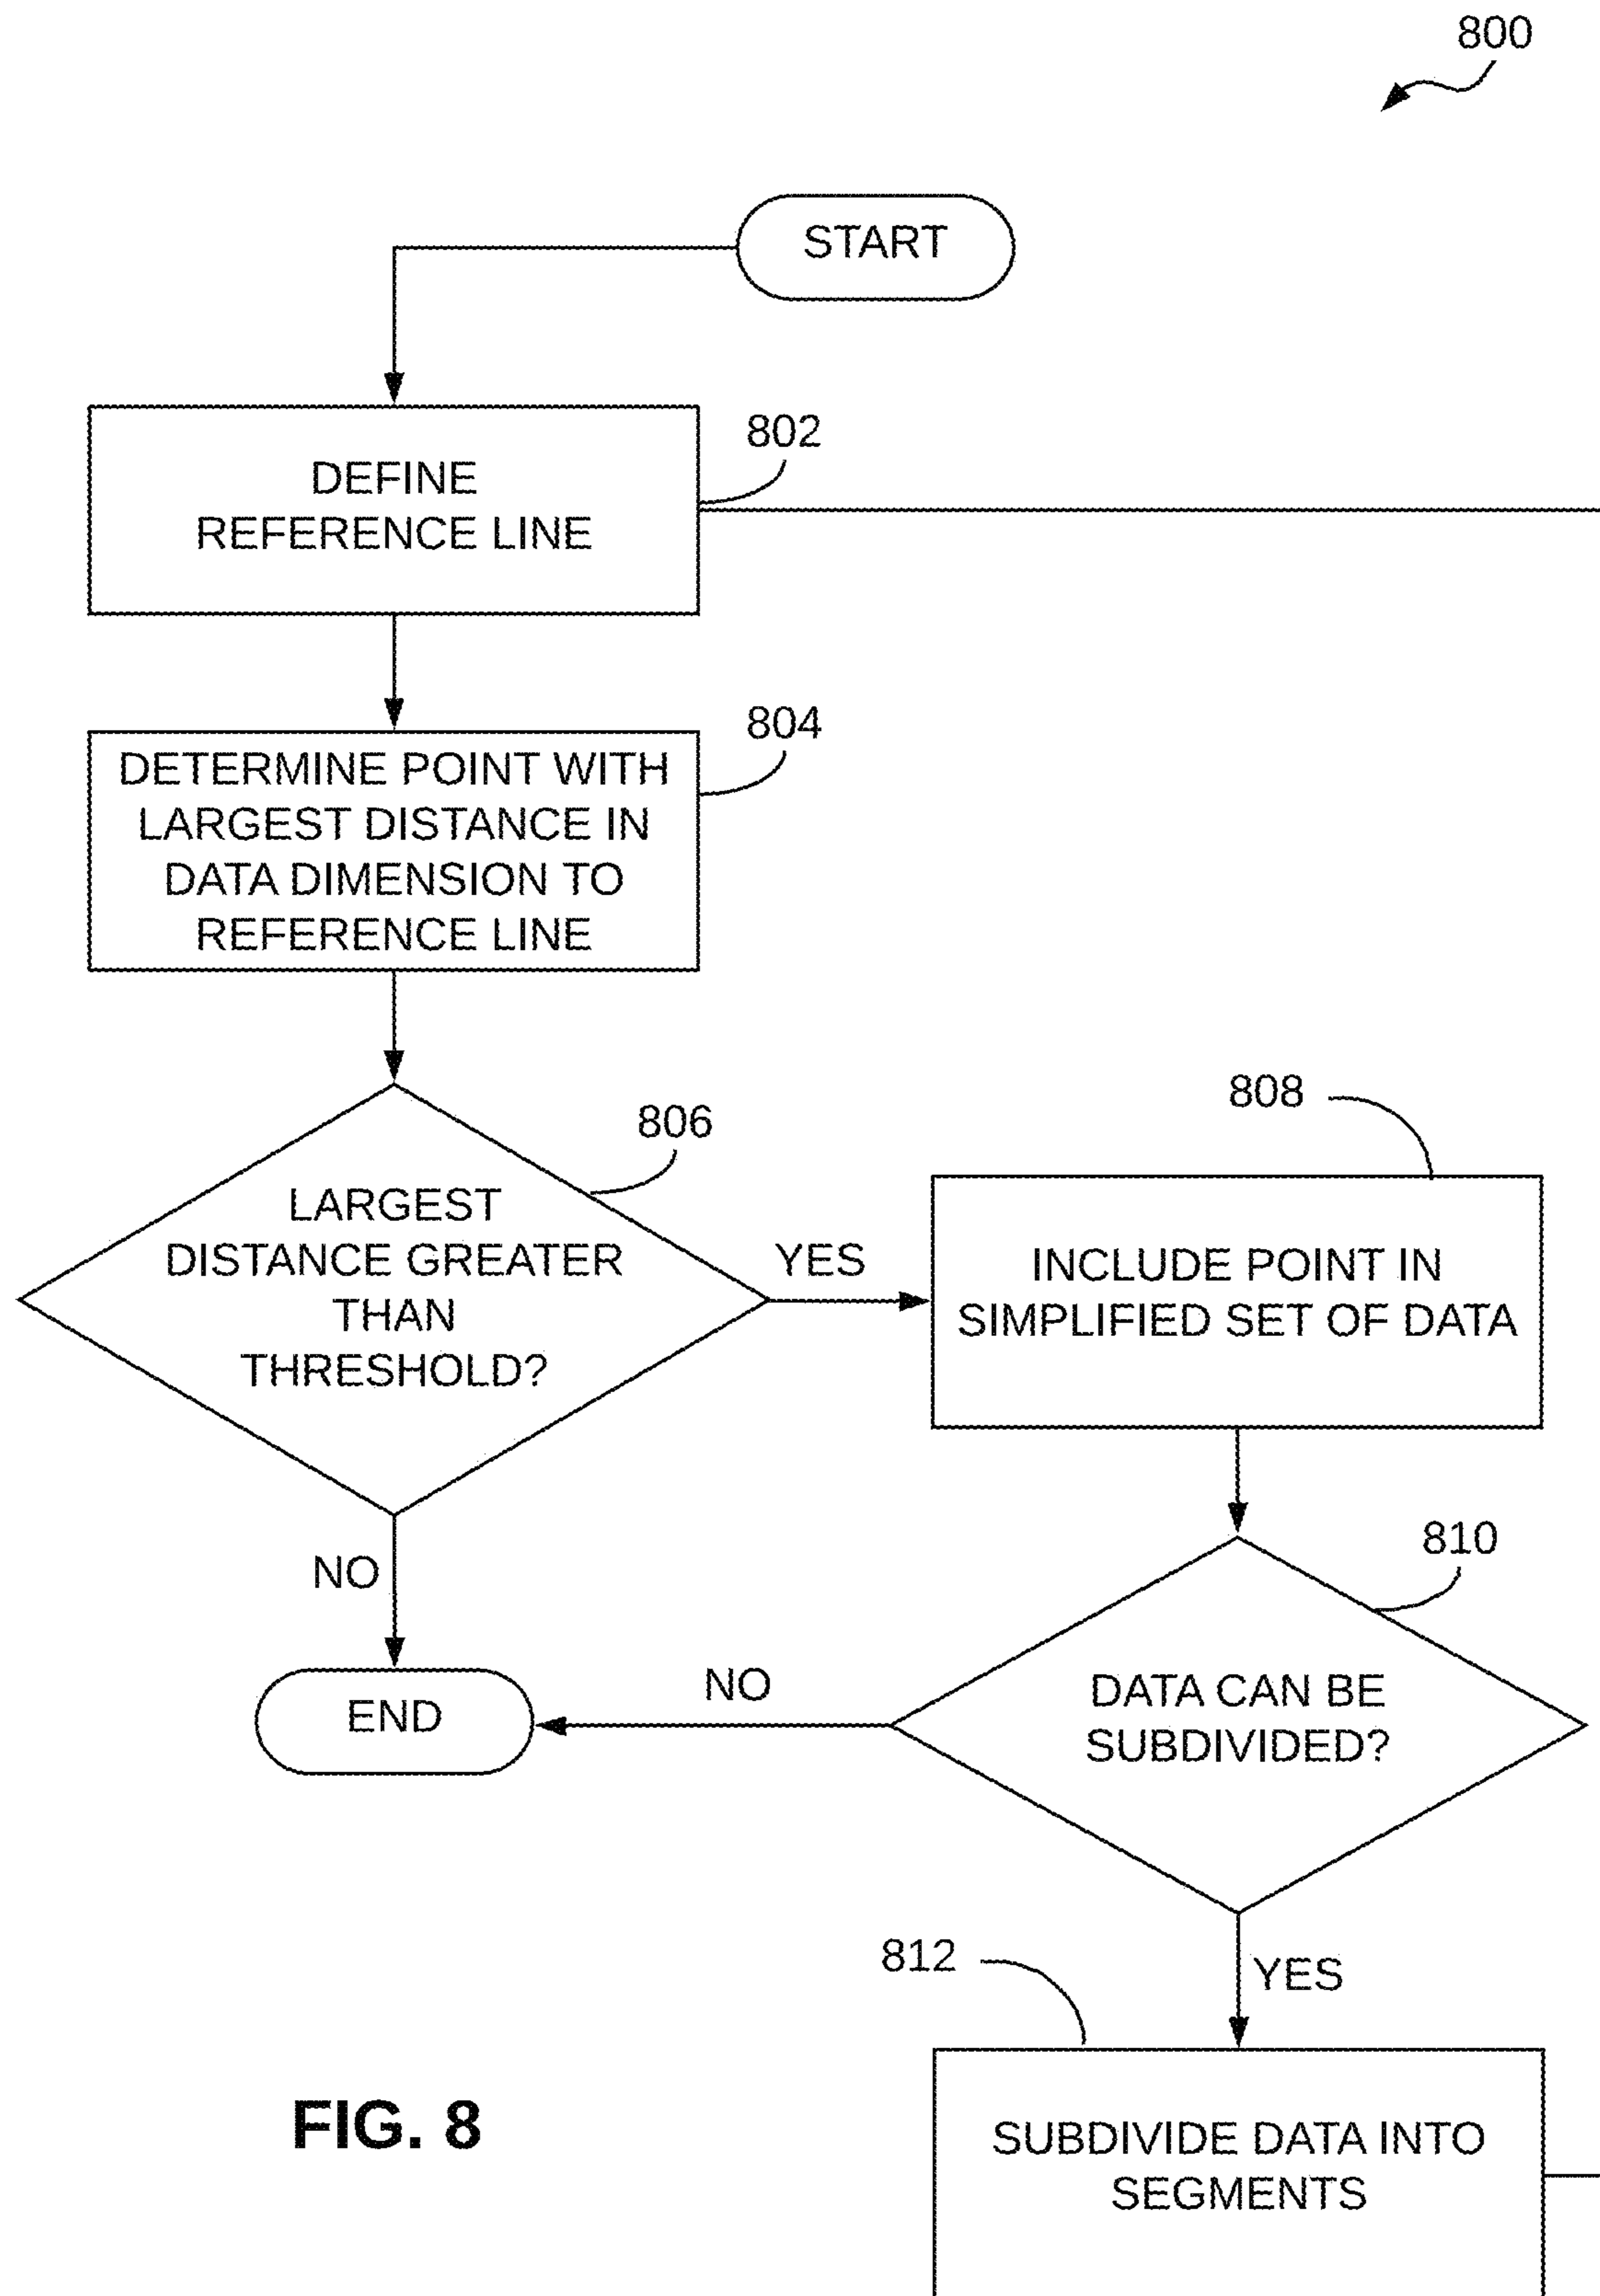 800
START
802
DEFINE
REFERENCE LINE
804
DETERMINE POINT WITH
LARGEST DISTANCE IN
DATA DIMENSION TO
REFERENCE LINE
806
LARGEST
DISTANCE GREATER
THAN
THRESHOLD?
YES
808
INCLUDE POINT IN
SIMPLIFIED SET OF DATA
NO
END
NO
810
DATA CAN BE
SUBDIVIDED?
YES
812
SUBDIVIDE DATA INTO
SEGMENTS
FIG. 8